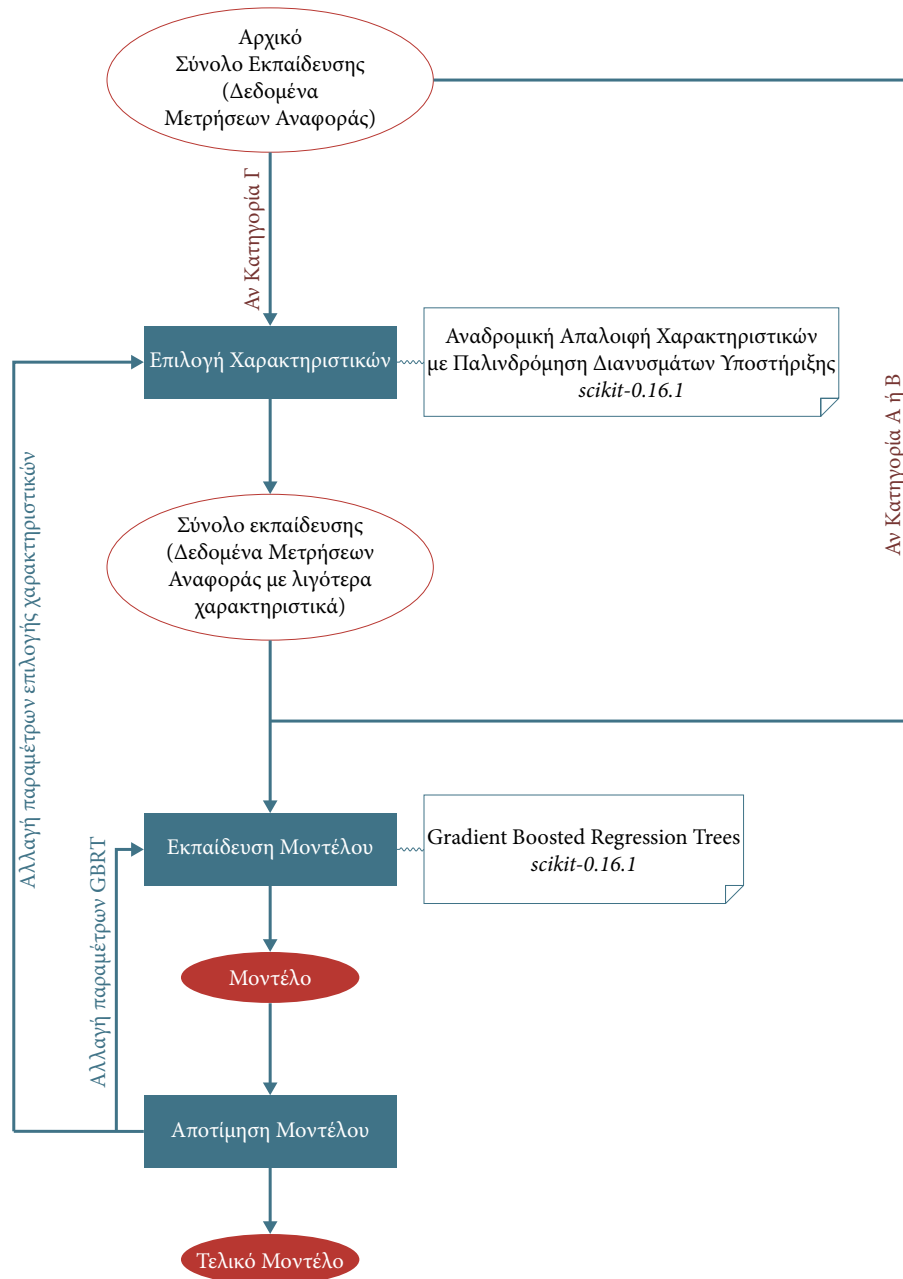 Αρχικό
Σύνολο Εκπαίδευσης
(Δεδομένα
Μετρήσεων Αναφοράς)
Αν Κατηγορία Γ
Επιλογή Χαρακτηριστικών
Αναδρομική Απαλοιφή Χαρακτηριστικών
με Παλινδρόμηση Διανυσμάτων Υποστήριξης
scikit-0.16.1
Αν Κατηγορία Α ή Β
Αλλαγή παραμέτρων επιλογής χαρακτηριστικών
Σύνολο εκπαίδευσης
(Δεδομένα Μετρήσεων
Αναφοράς με λιγότερα
χαρακτηριστικά)
Εκπαίδευση Μοντέλου
Gradient Boosted Regression Trees
scikit-0.16.1
Αλλαγή παραμέτρων GBRT
Μοντέλο
Αποτίμηση Μοντέλου
Τελικό Μοντέλο